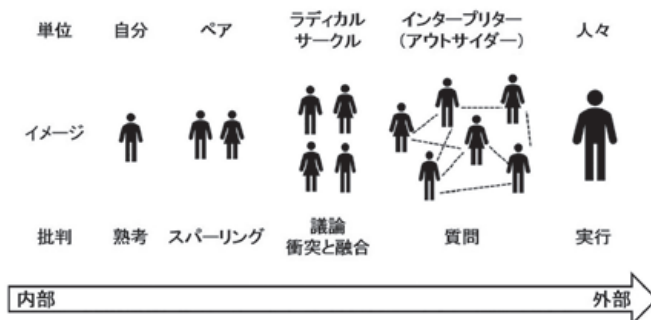 単位
自分
ペア
ラディカル
サークル
インタープリター
(アウトサイダー)
人々
イメージ
批判
熟考
スパーリング
議論
衝突と融合
質問
実行
内部
外部